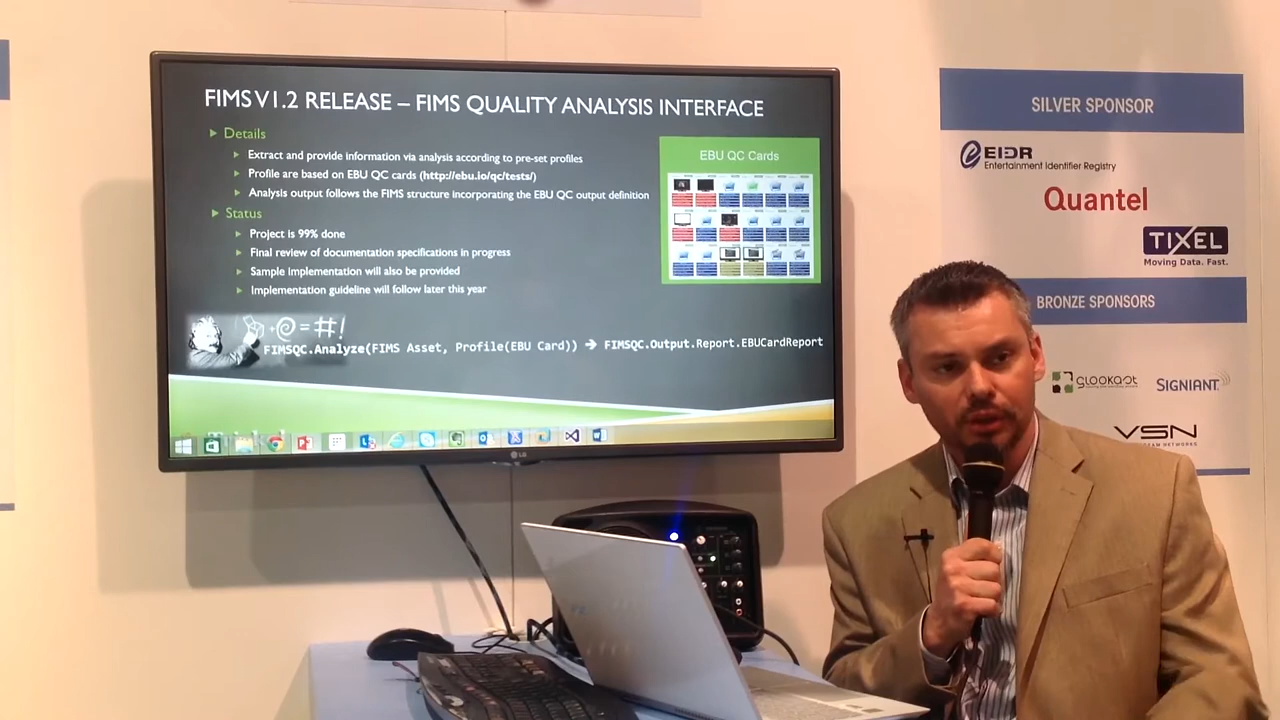 FIMS V1.2 RELEASE – FIMS QUALITY ANALYSIS INTERFACE
Details
Extract and provide information via analysis according to pre-set profiles
Profile are based on EBU QC cards (http://ebu.io/qc/tests/)
Analysis output follows the FIMS structure incorporating the EBU QC output definition
Status
Project is 99% done
Final review of documentation specifications in progress
Sample Implementation will also be provided
Implementation guideline will follow later this year
EBU QC Cards
+@=#!
FIMSQC.Analyze(FIMS Asset, Profile(EBU Card)) → FIMSQC.Output.Report.EBUCardReport
LG
SILVER SPONSOR
EIDR
Entertainment Identifier Registry
Quantel
TIXEL
Moving Data. Fast.
BRONZE SPONSORS
GLOOKAST
SIGNIANT
VSN